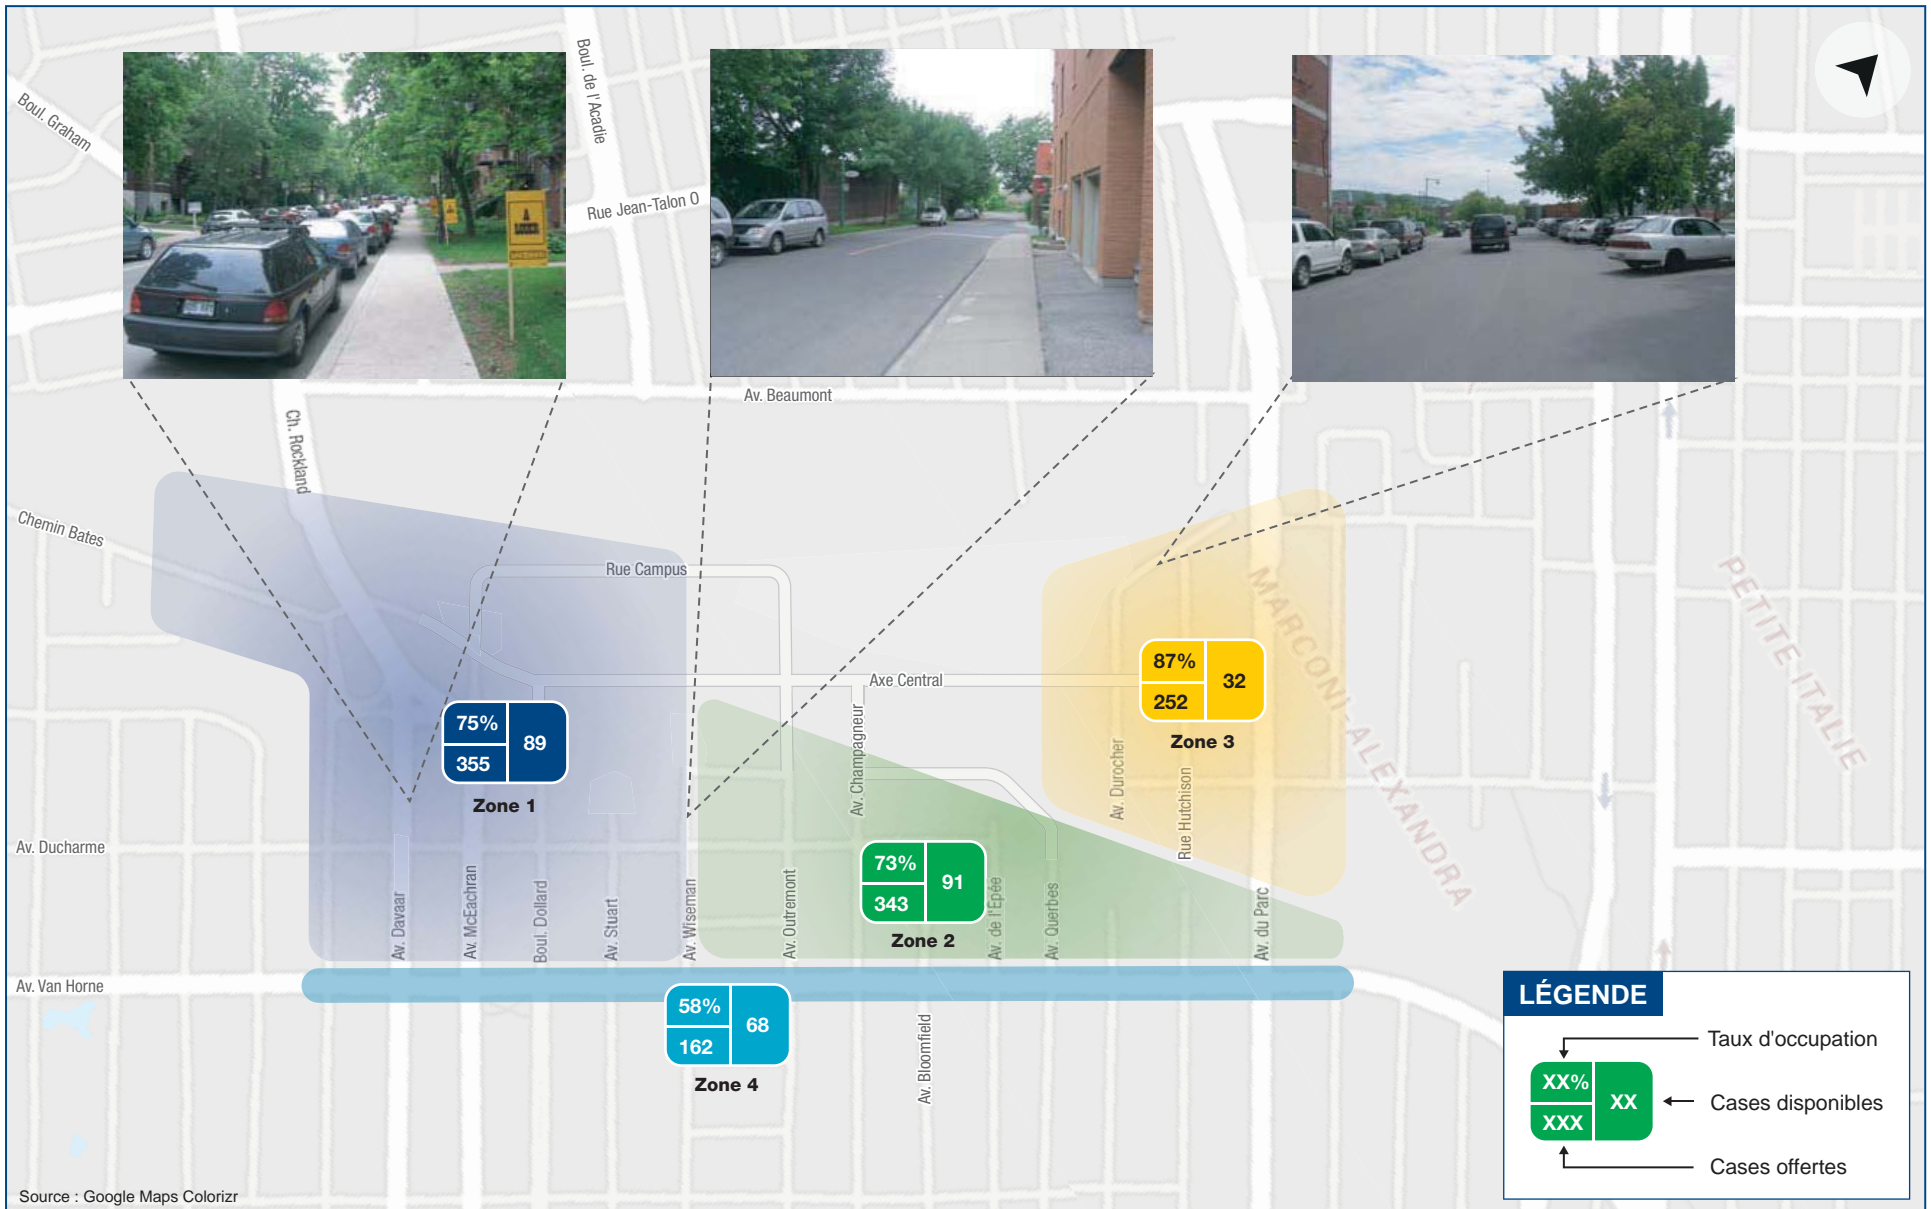 Boul. Graham
Boul. de l'Acadie
Rue Jean-Talon O
A
LOUER
Av. Beaumont
Ch. Rockland
Chemin Bates
Rue Campus
Axe Central
MARCONI-ALEXANDRA
PETITE ITALIE
75%
355
89
Zone 1
87%
252
32
Zone 3
Av. Champagneur
Av. Durocher
Rue Hutchison
Av. Ducharme
73%
343
91
Zone 2
Av. Davaar
Av. McEachran
Boul. Dollard
Av. Stuart
Av. Wiseman
Av. Outremont
Av. de l'Epée
Av. Querbes
Av. du Parc
Av. Van Horne
58%
162
68
Zone 4
Av. Bloomfield
LÉGENDE
Taux d'occupation
XX%
XXX
XX
Cases disponibles
Cases offertes
Source : Google Maps Colorizr